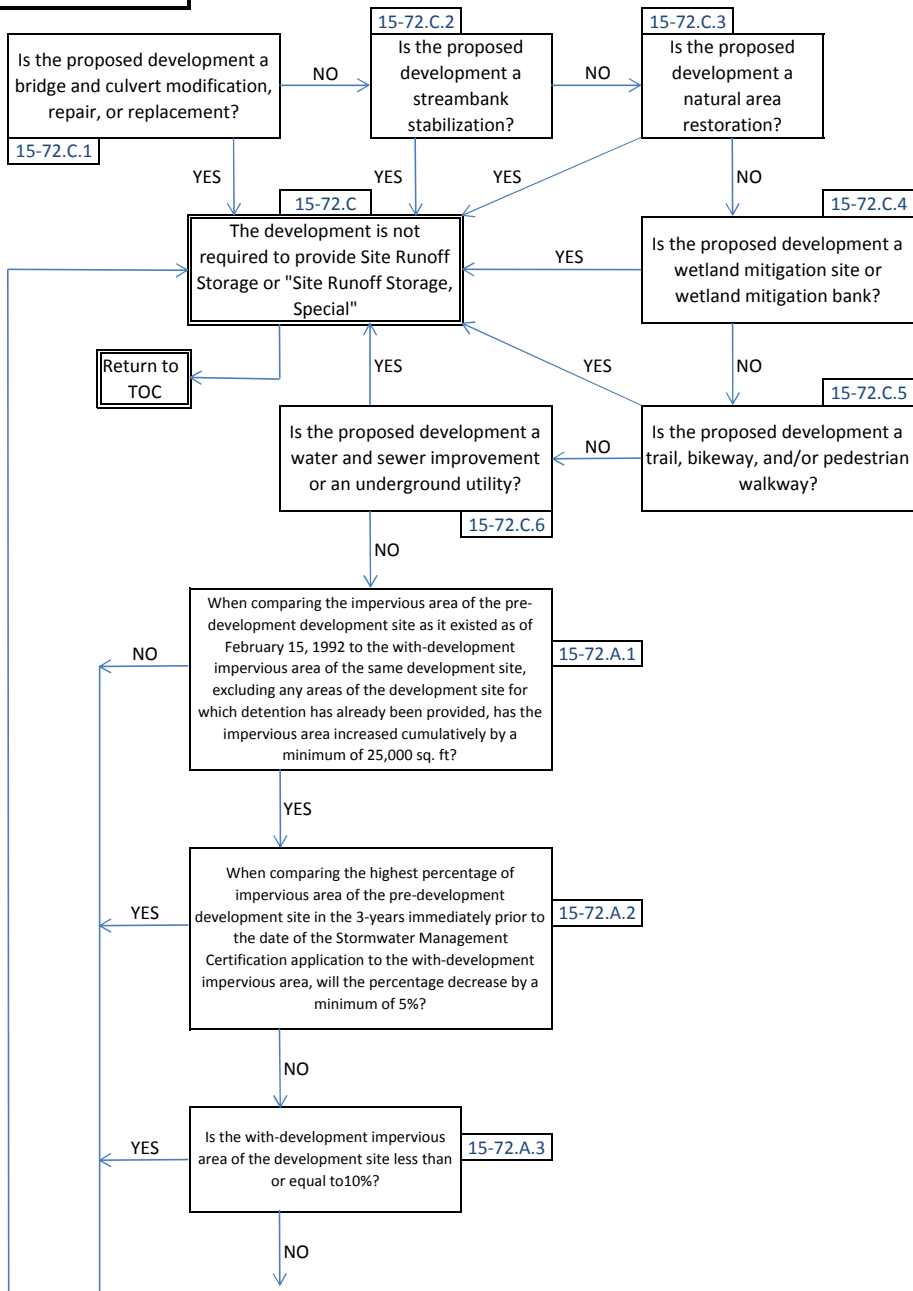 15-72.C.2
15-72.C.3
Is the proposed development a
bridge and culvert modification,
repair, or replacement?
15-72.C.1
NO
Is the proposed
development a
streambank
stabilization?
NO
Is the proposed
development a
natural area
restoration?
YES
YES
YES
NO
15-72.C
The development is not
required to provide Site Runoff
Storage or "Site Runoff Storage,
Special"
15-72.C.4
Is the proposed development a
wetland mitigation site or
wetland mitigation bank?
YES
Return to
TOC
YES
YES
NO
15-72.C.5
Is the proposed development a
trail, bikeway, and/or pedestrian
walkway?
NO
Is the proposed development a
water and sewer improvement
or an underground utility?
15-72.C.6
NO
When comparing the impervious area of the pre-
development development site as it existed as of
February 15, 1992 to the with-development
impervious area of the same development site,
excluding any areas of the development site for
which detention has already been provided, has the
impervious area increased cumulatively by a
minimum of 25,000 sq. ft?
15-72.A.1
NO
YES
When comparing the highest percentage of
impervious area of the pre-development
development site in the 3-years immediately prior to
the date of the Stormwater Management
Certification application to the with-development
impervious area, will the percentage decrease by a
minimum of 5%?
15-72.A.2
YES
NO
Is the with-development impervious
area of the development site less than
or equal to10%?
15-72.A.3
YES
NO